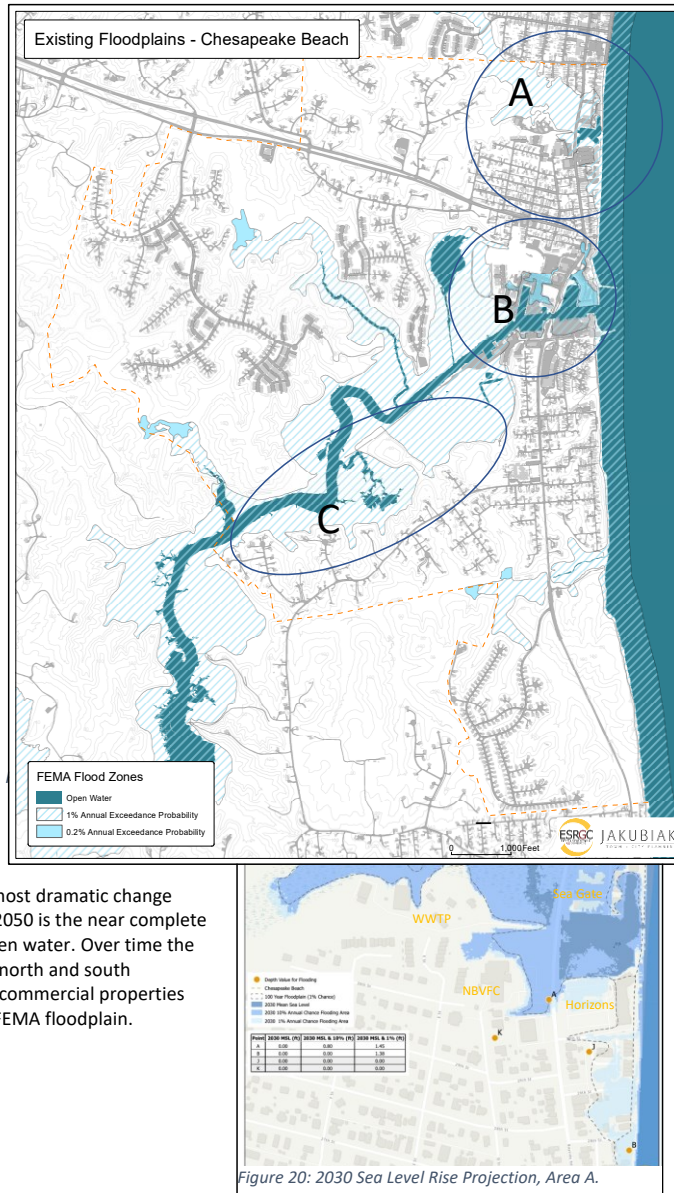 Existing Floodplains - Chesapeake Beach
A
B
C
FEMA Flood Zones
Open Water
1% Annual Exceedance Probability
0.2% Annual Exceedance Probability
0 1,000 Feet
ESRGC
JAKUBIAK
most dramatic change
2050 is the near complete
en water. Over time the
north and south
commercial properties
FEMA floodplain.
WWTP
NBVFC
Horizons
A
K
J
B
Depth Value for Flooding
Chesapeake Beach
100 Year Floodplain (1% Chance)
2030 Mean Sea Level
2030 10% Annual Chance Flooding Area
2030 1% Annual Chance Flooding Area
Point 2030 MSL (ft) 2030 MSL & 10% (ft) 2030 MSL & 1% (ft)
A 0.00 0.80 1.45
B 0.00 0.00 1.30
J 0.00 0.00 0.00
K 0.00 0.00 0.00
Figure 20: 2030 Sea Level Rise Projection, Area A.